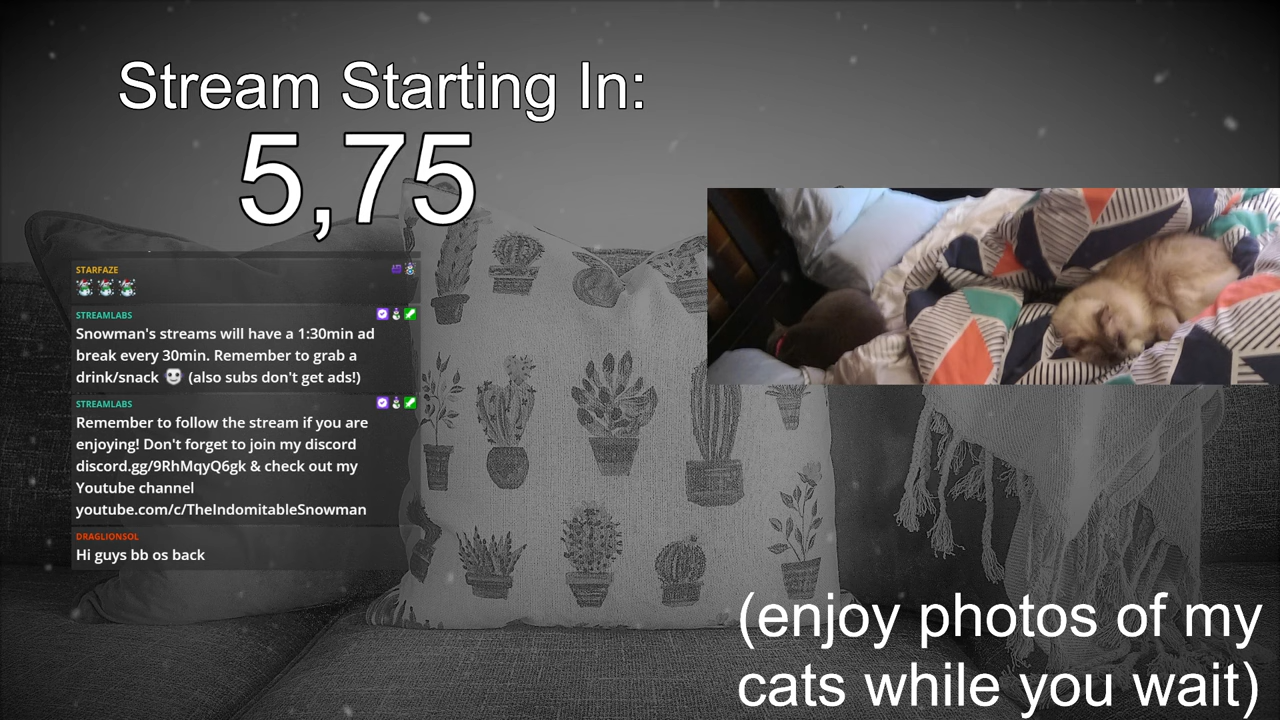 Stream Starting In:
5,75
STARFAZE
STREAMLABS
Snowman's streams will have a 1:30min ad
break every 30min. Remember to grab a
drink/snack (also subs don't get ads!)
STREAMLABS
Remember to follow the stream if you are
enjoying! Don't forget to join my discord
discord.gg/9RhMqyQ6gk & check out my
Youtube channel
youtube.com/c/TheIndomitableSnowman
DRAGLIONSOL
Hi guys bb os back
(enjoy photos of my
cats while you wait)